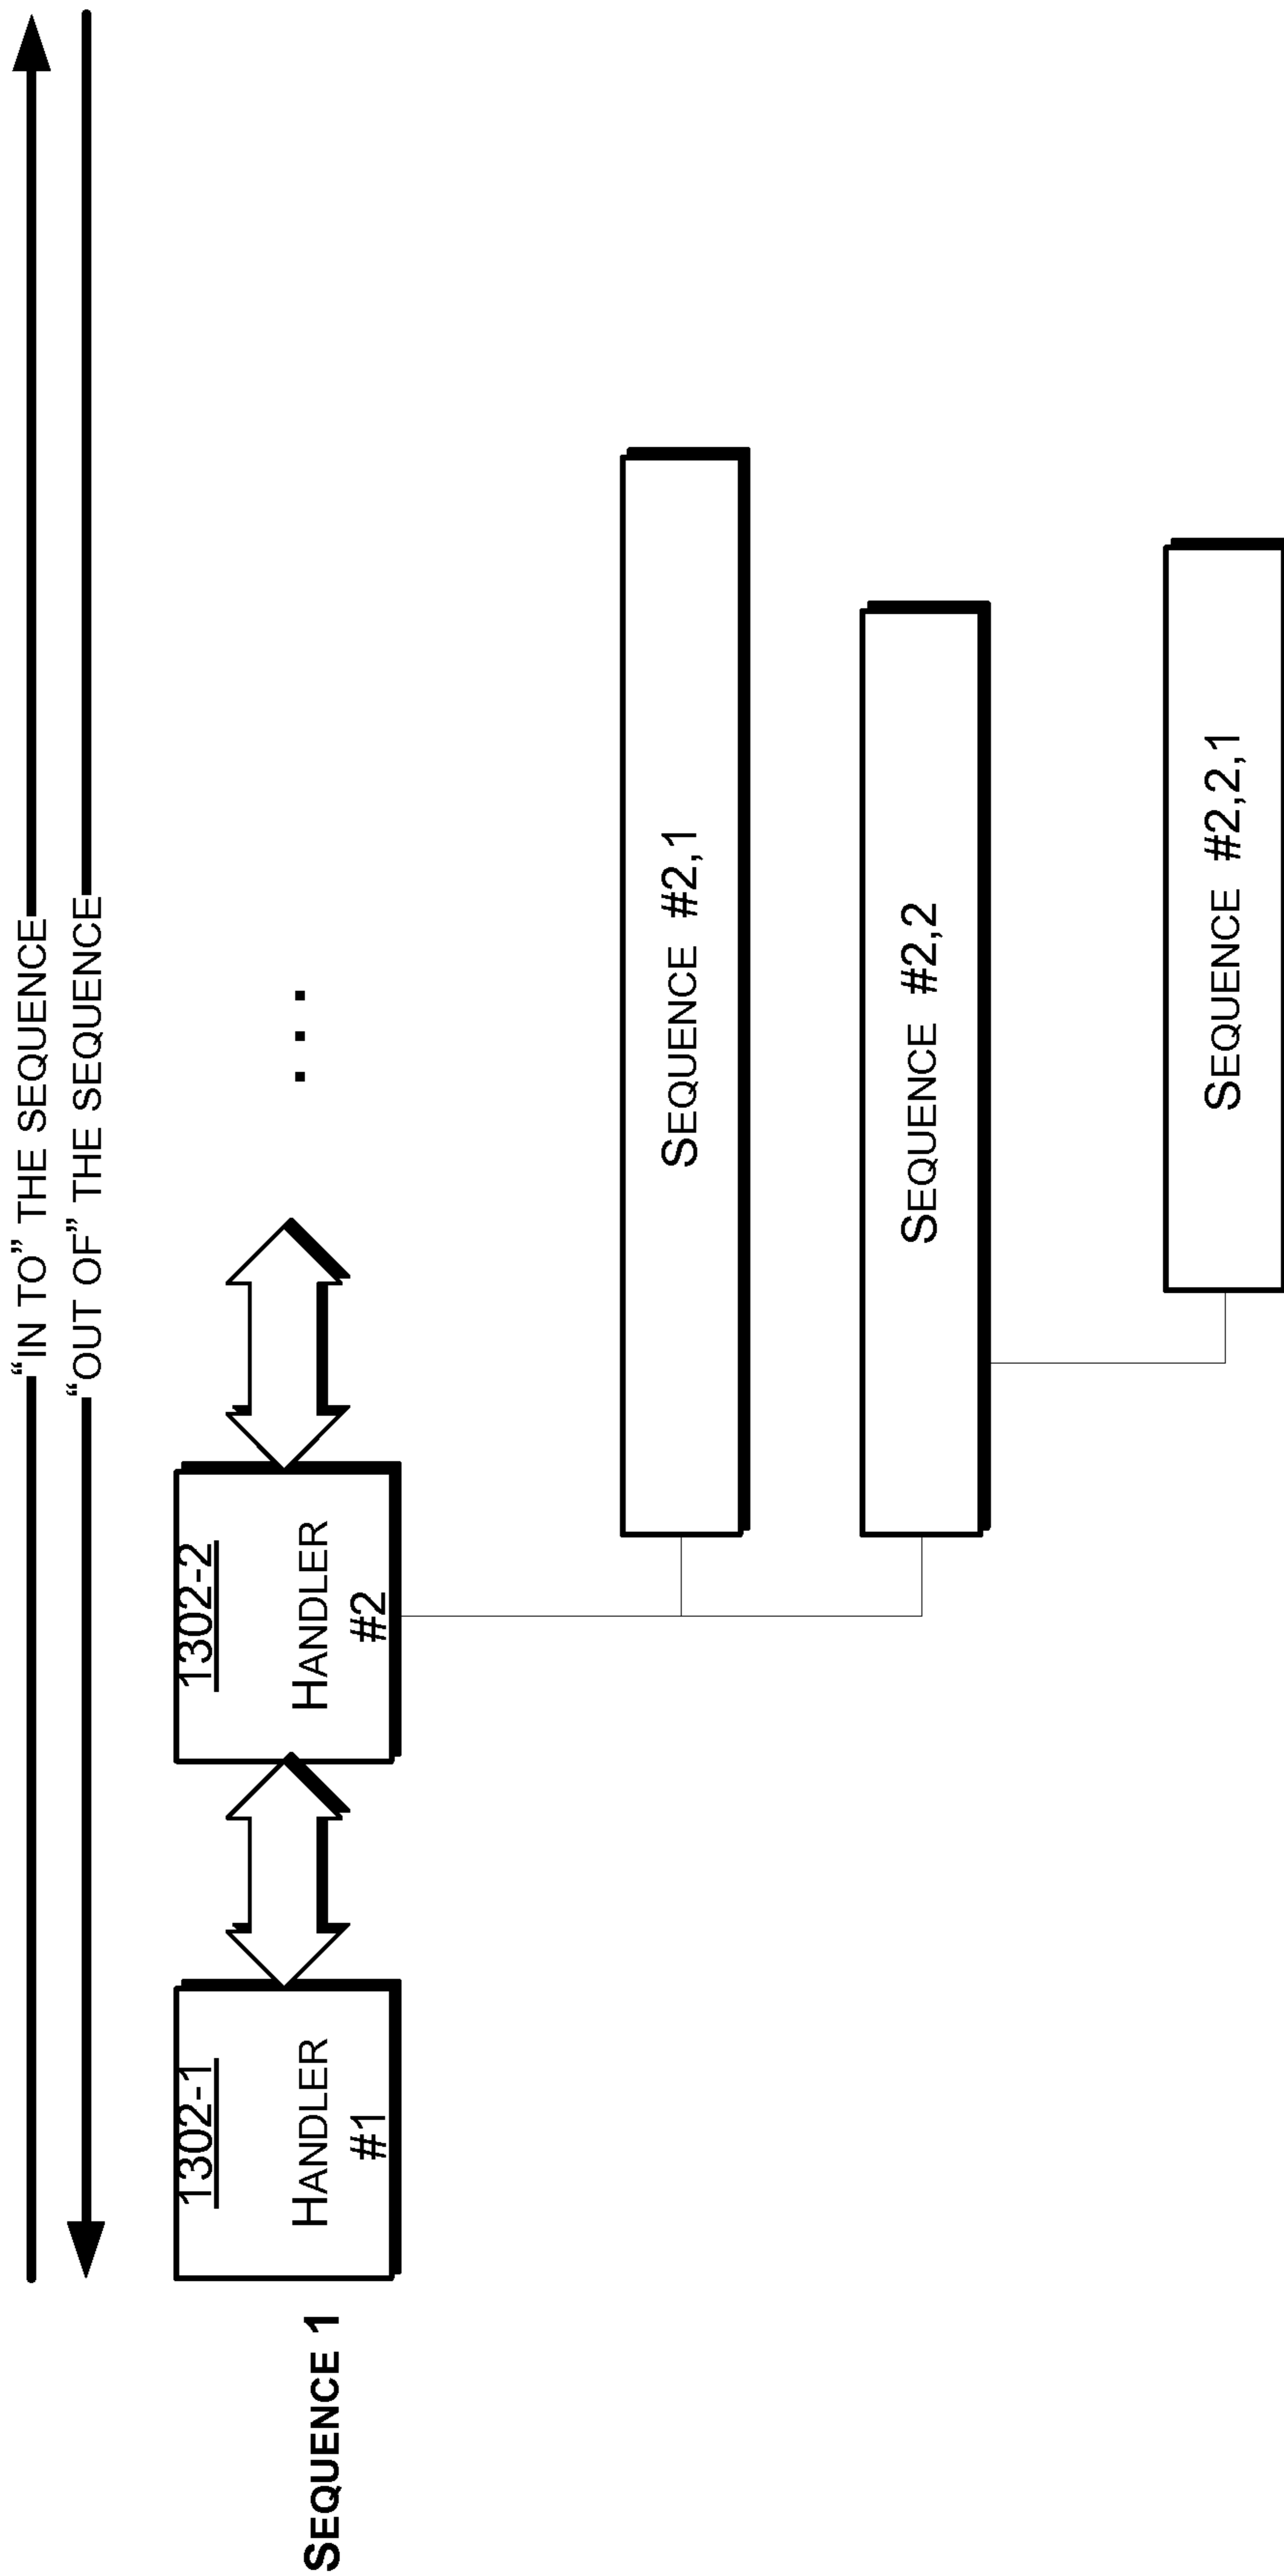 “IN TO” THE SEQUENCE
“OUT OF” THE SEQUENCE
SEQUENCE 1
1302-1
HANDLER
#1
1302-2
HANDLER
#2
. . .
SEQUENCE #2,1
SEQUENCE #2,2
SEQUENCE #2,2,1